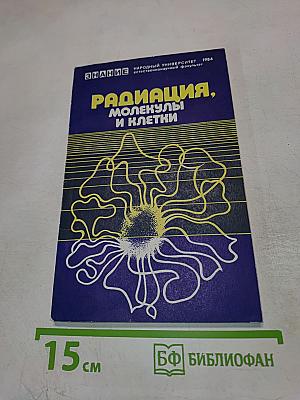 ЗНАНИЕ НАРОДНЫЙ УНИВЕРСИТЕТ 1984
естественнонаучный факультет
РАДИАЦИЯ,
МОЛЕКУЛЫ
И КЛЕТКИ
15 см БФ БИБЛИОФАН